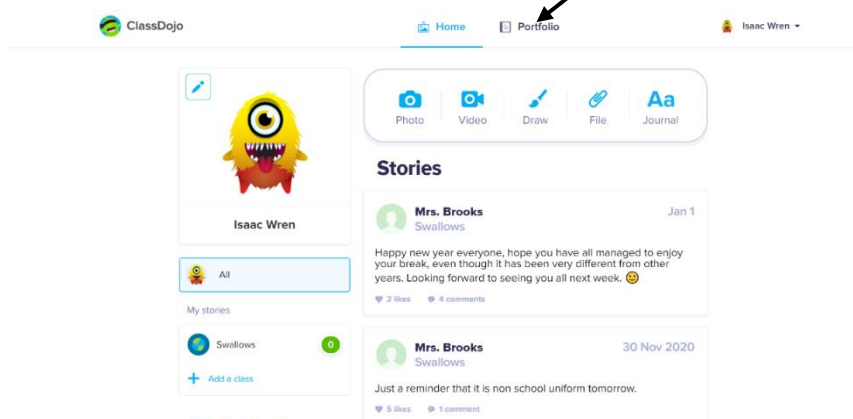 ClassDojo
Home
Portfolio
Isaac Wren
Photo
Video
Draw
File
Aa
Journal
Isaac Wren
All
My stories
Swallows
0
Add a class
Stories
Mrs. Brooks
Jan 1
Swallows
Happy new year everyone, hope you have all managed to enjoy
your break, even though it has been very different from other
years. Looking forward to seeing you all next week.
2 likes
4 comments
Mrs. Brooks
30 Nov 2020
Swallows
Just a reminder that it is non school uniform tomorrow.
5 likes
1 comment